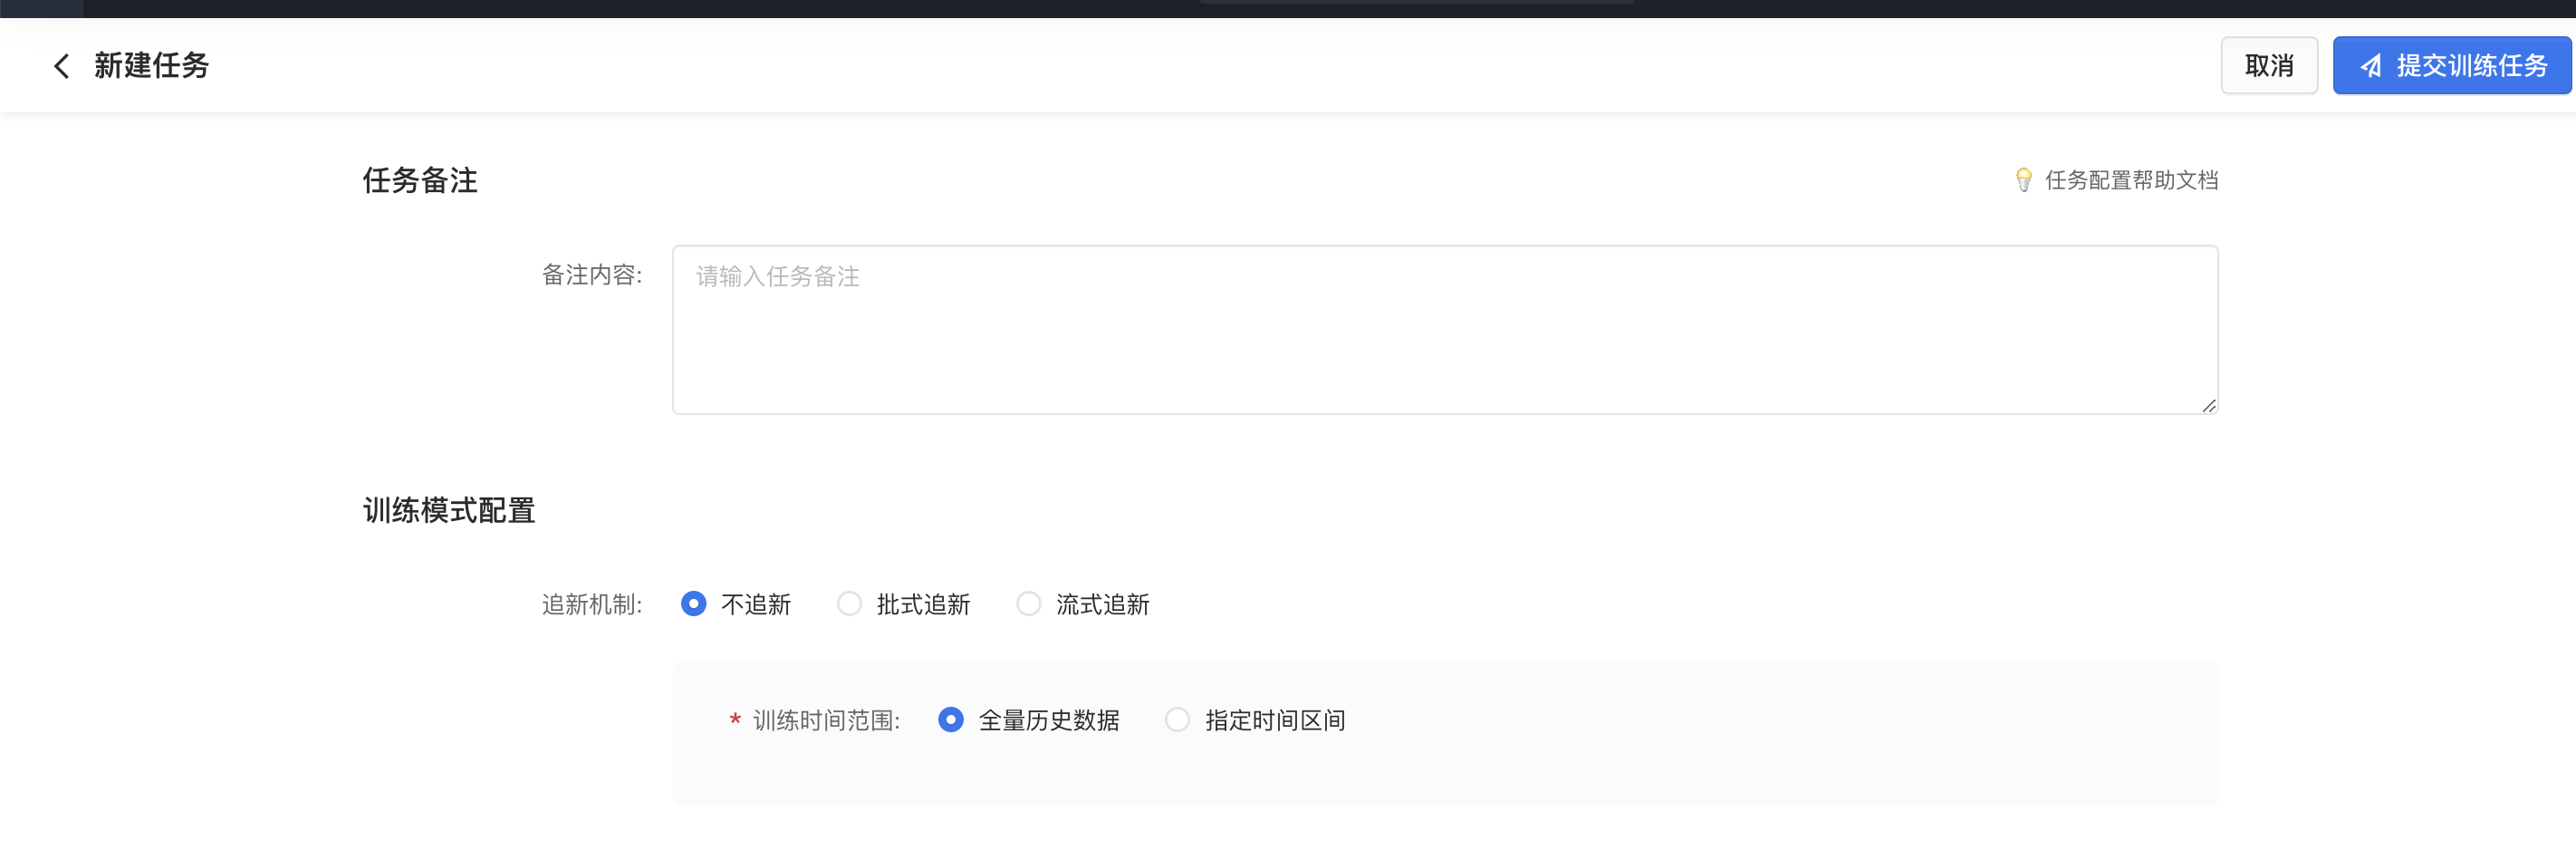 新建任务
取消
提交训练任务
任务备注
任务配置帮助文档
备注内容:
请输入任务备注
训练模式配置
追新机制: 不追新 批式追新 流式追新
* 训练时间范围: 全量历史数据 指定时间区间